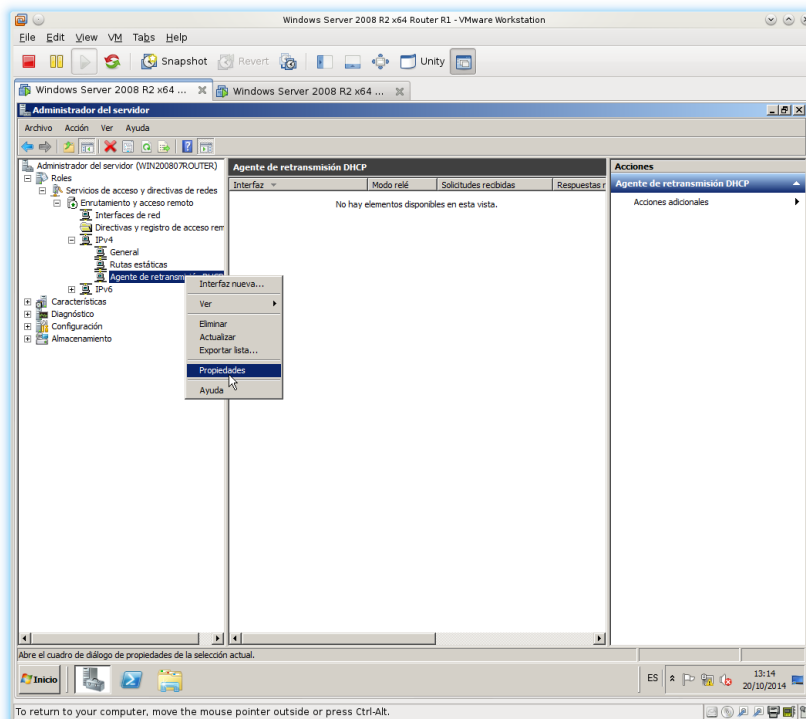 Windows Server 2008 R2 x64 Router R1 - VMware Workstation
File Edit View VM Tabs Help
Snapshot Revert Unity
Windows Server 2008 R2 x64 ... Windows Server 2008 R2 x64 ...
Administrador del servidor
Archivo Acción Ver Ayuda
Administrador del servidor (WIN200807ROUTER)
Roles
Servicios de acceso y directivas de redes
Enrutamiento y acceso remoto
Interfaces de red
Directivas y registro de acceso rem
IPv4
General
Rutas estáticas
Agente de retransmisión DHCP
IPv6
Características
Diagnóstico
Configuración
Almacenamiento
Agente de retransmisión DHCP
Interfaz Modo relé Solicitudes recibidas Respuestas r
No hay elementos disponibles en esta vista.
Interfaz nueva...
Ver
Eliminar
Actualizar
Exportar lista...
Propiedades
Ayuda
Acciones
Agente de retransmisión DHCP
Acciones adicionales
Abre el cuadro de diálogo de propiedades de la selección actual.
Inicio
ES
13:14
20/10/2014
To return to your computer, move the mouse pointer outside or press Ctrl-Alt.